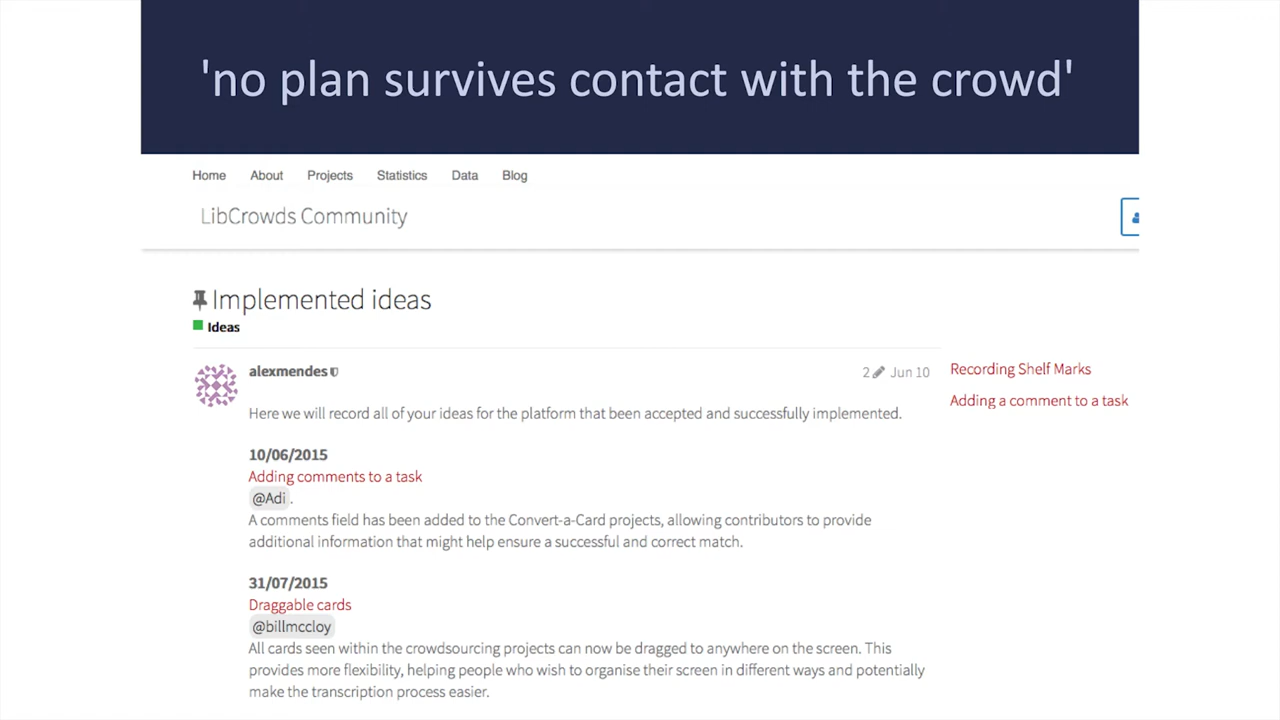 'no plan survives contact with the crowd'
Home About Projects Statistics Data Blog
LibCrowds Community
Implemented ideas
Ideas
alexmendes 2 Jun 10
Here we will record all of your ideas for the platform that been accepted and successfully implemented.
10/06/2015
Adding comments to a task
@Adi .
A comments field has been added to the Convert-a-Card projects, allowing contributors to provide
additional information that might help ensure a successful and correct match.
31/07/2015
Draggable cards
@billmccloy
All cards seen within the crowdsourcing projects can now be dragged to anywhere on the screen. This
provides more flexibility, helping people who wish to organise their screen in different ways and potentially
make the transcription process easier.
Recording Shelf Marks
Adding a comment to a task